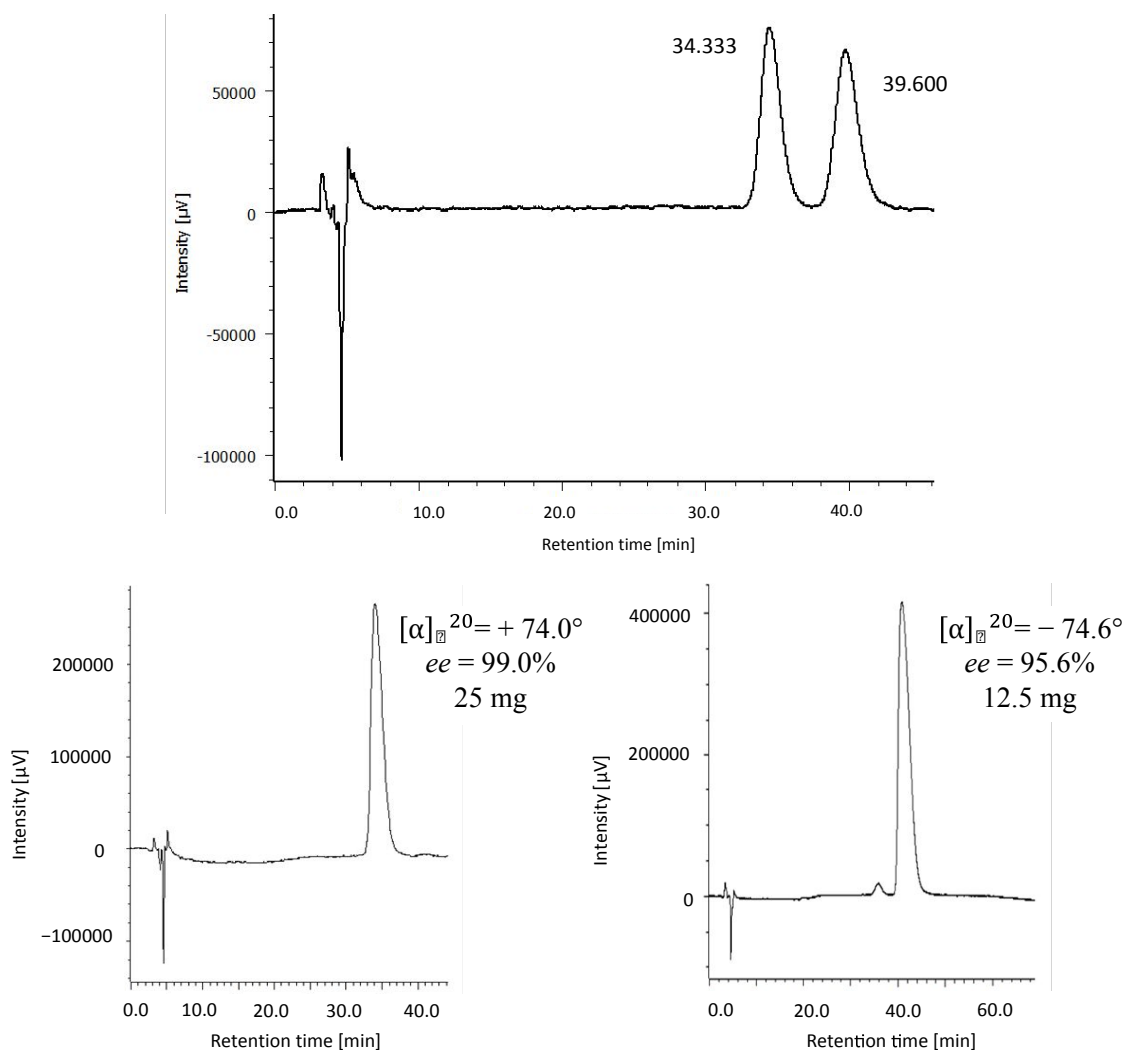 34.333
39.600
50000
0
-50000
-100000
Intensity [µV]
0.0 10.0 20.0 30.0 40.0
Retention time [min]
200000
100000
0
−100000
Intensity [µV]
[α] 20= + 74.0°
ee = 99.0%
25 mg
0.0 10.0 20.0 30.0 40.0
Retention time [min]
400000
200000
0
Intensity [µV]
[α] 20= − 74.6°
ee = 95.6%
12.5 mg
0.0 20.0 40.0 60.0
Retention time [min]